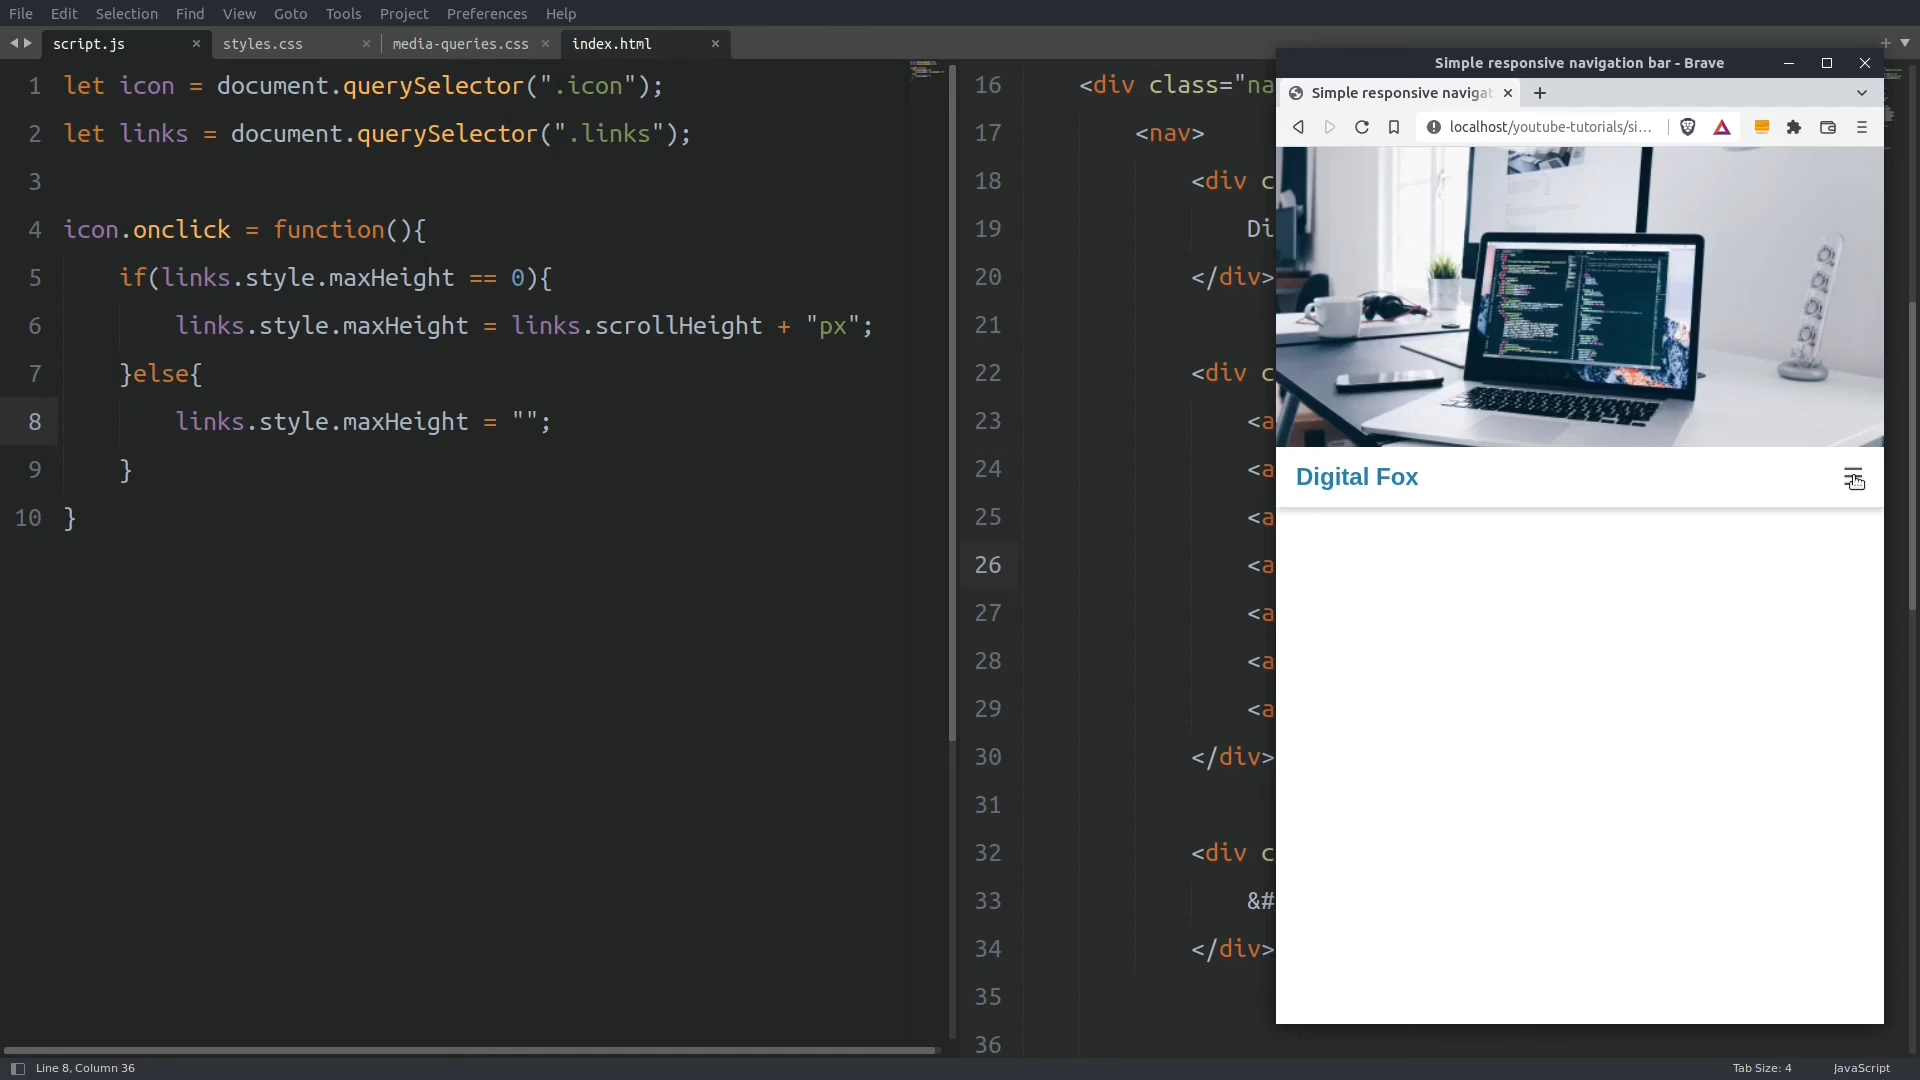 File Edit Selection Find View Goto Tools Project Preferences Help
script.js × styles.css × media-queries.css × index.html ×
1 let icon = document.querySelector(".icon");
2 let links = document.querySelector(".links");
3
4 icon.onclick = function(){
5 if(links.style.maxHeight == 0){
6 links.style.maxHeight = links.scrollHeight + "px";
7 }else{
8 links.style.maxHeight = "";
9 }
10 }
16 <div class="na
17 <nav>
18 <div c
19 Di
20 </div>
21
22 <div c
23 <a
24 <a
25 <a
26 <a
27 <a
28 <a
29 <a
30 </div>
31
32 <div c
33 &#
34 </div>
35
36
Simple responsive navigation bar - Brave
Simple responsive navigat
localhost/youtube-tutorials/si...
Digital Fox
Line 8, Column 36
Tab Size: 4
JavaScript